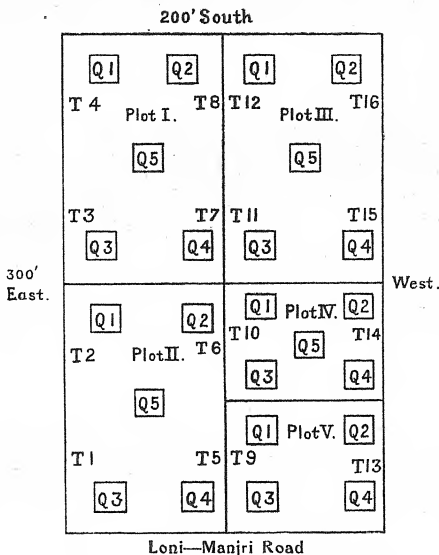 200' South
Q1 Q2 Q1 Q2
T4 T8 T12 T16
Plot I. Plot III.
Q5 Q5
T3 T7 T11 T15
Q3 Q4 Q3 Q4
300'
East.
West.
Q1 Q2 Q1 Plot IV. Q2
T2 Plot II. T6 T10 Q5 T14
Q3 Q4
Q5
Q1 Plot V. Q2
T1 T5 T9 T13
Q3 Q4 Q3 Q4
Loni—Manjri Road